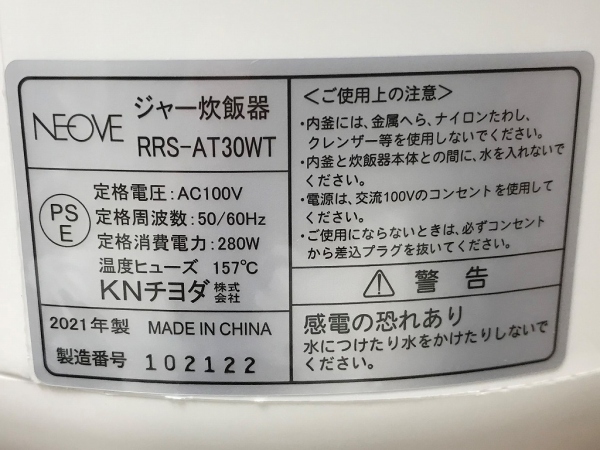 NEOVE
ジャー炊飯器
RRS-AT30WT
PS
E
定格電圧:AC100V
定格周波数:50/60Hz
定格消費電力:280W
温度ヒューズ 157℃
KNチヨダ株式会社
2021年製 MADE IN CHINA
製造番号 102122
<ご使用上の注意>
・内釜には、金属へら、ナイロンたわし、
クレンザー等を使用しないでください。
・内釜と炊飯器本体との間に、水を入れないで
ください。
・電源は、交流100Vのコンセントを使用して
ください。
・ご使用にならないときは、必ずコンセント
から差込プラグを抜いてください。
警告
感電の恐れあり
水につけたり水をかけたりしないで
ください。